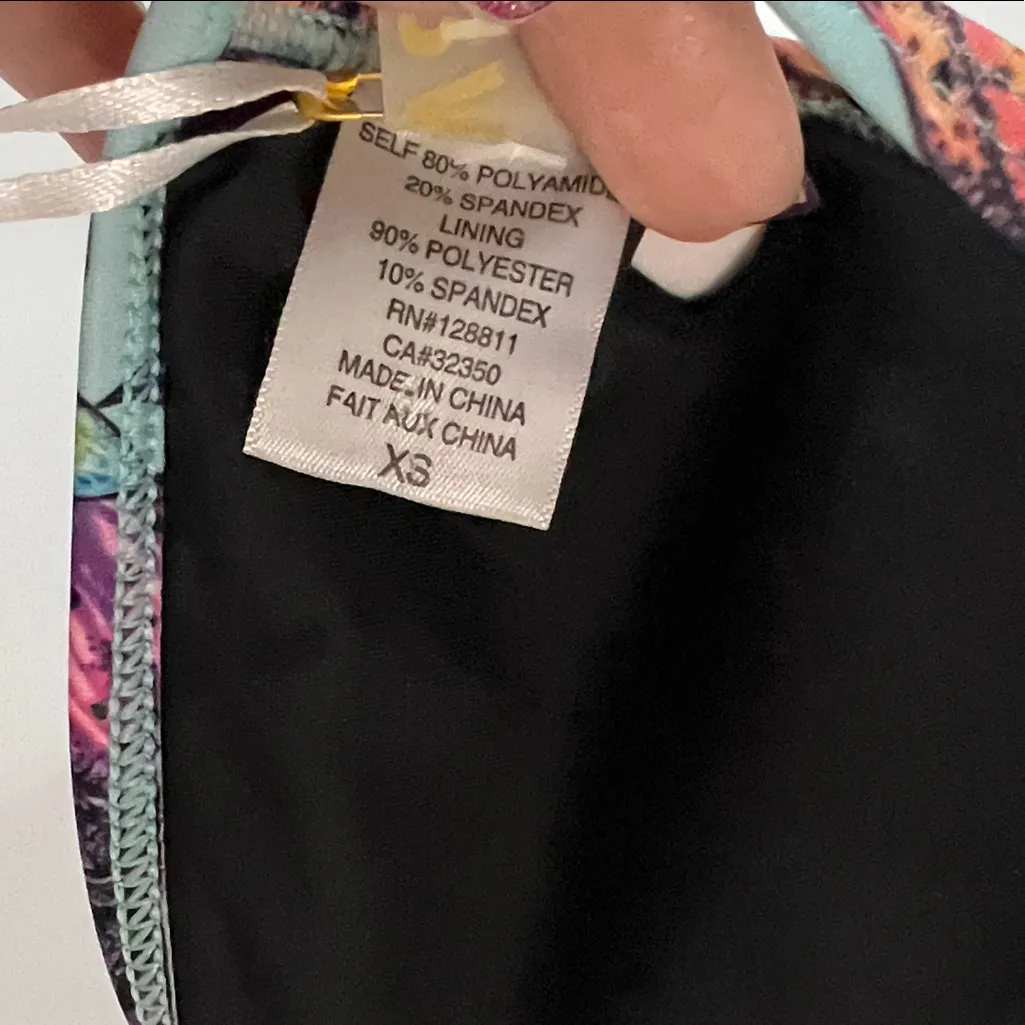 SELF 80% POLYAMIDE
20% SPANDEX
LINING
90% POLYESTER
10% SPANDEX
RN#128811
CA#32350
MADE IN CHINA
FAIT AUX CHINA
XS